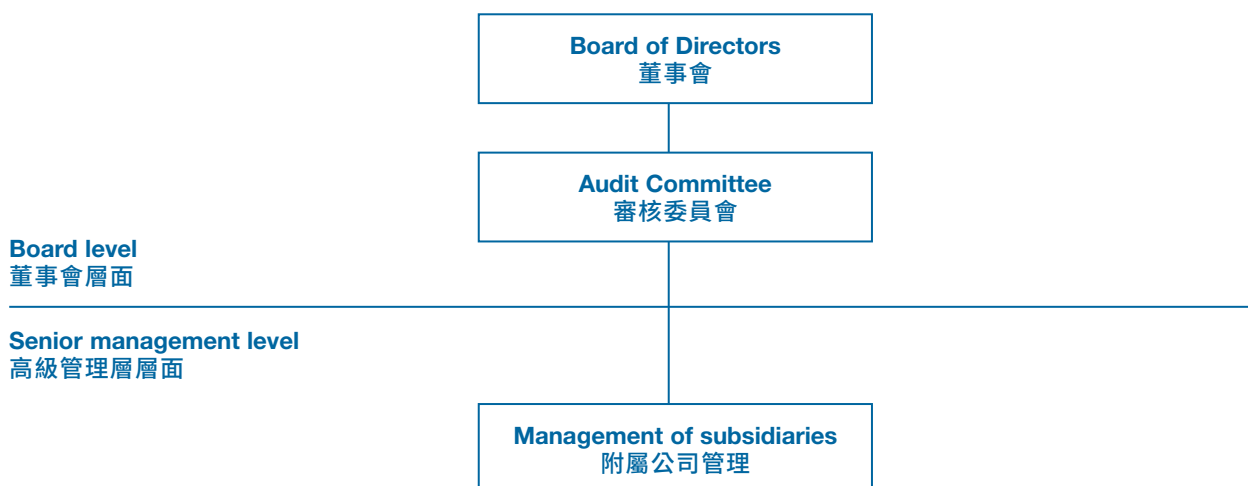 Board of Directors
董事會
Audit Committee
審核委員會
Board level
董事會層面
Senior management level
高級管理層層面
Management of subsidiaries
附屬公司管理